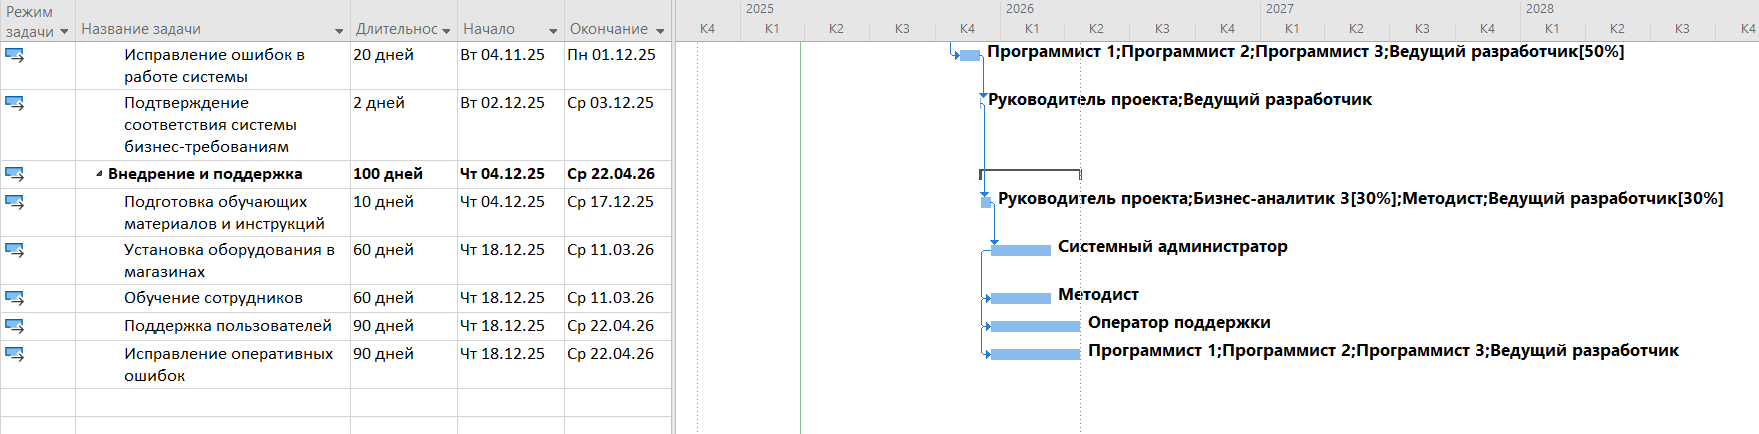 Режим задачи Название задачи Длительнос Начало Окончание
2025 2026 2027 2028
К4 К1 К2 К3 К4 К1 К2 К3 К4 К1 К2 К3 К4 К1 К2 К3 К4
Исправление ошибок в
работе системы
20 дней Вт 04.11.25 Пн 01.12.25
Программист 1;Программист 2;Программист 3;Ведущий разработчик[50%]
Подтверждение
соответствия системы
бизнес-требованиям
2 дней Вт 02.12.25 Ср 03.12.25
Руководитель проекта;Ведущий разработчик
Внедрение и поддержка 100 дней Чт 04.12.25 Ср 22.04.26
Подготовка обучающих
материалов и инструкций
10 дней Чт 04.12.25 Ср 17.12.25
Руководитель проекта;Бизнес-аналитик 3[30%];Методист;Ведущий разработчик[30%]
Установка оборудования в
магазинах
60 дней Чт 18.12.25 Ср 11.03.26
Системный администратор
Обучение сотрудников 60 дней Чт 18.12.25 Ср 11.03.26
Методист
Поддержка пользователей 90 дней Чт 18.12.25 Ср 22.04.26
Оператор поддержки
Исправление оперативных
ошибок
90 дней Чт 18.12.25 Ср 22.04.26
Программист 1;Программист 2;Программист 3;Ведущий разработчик